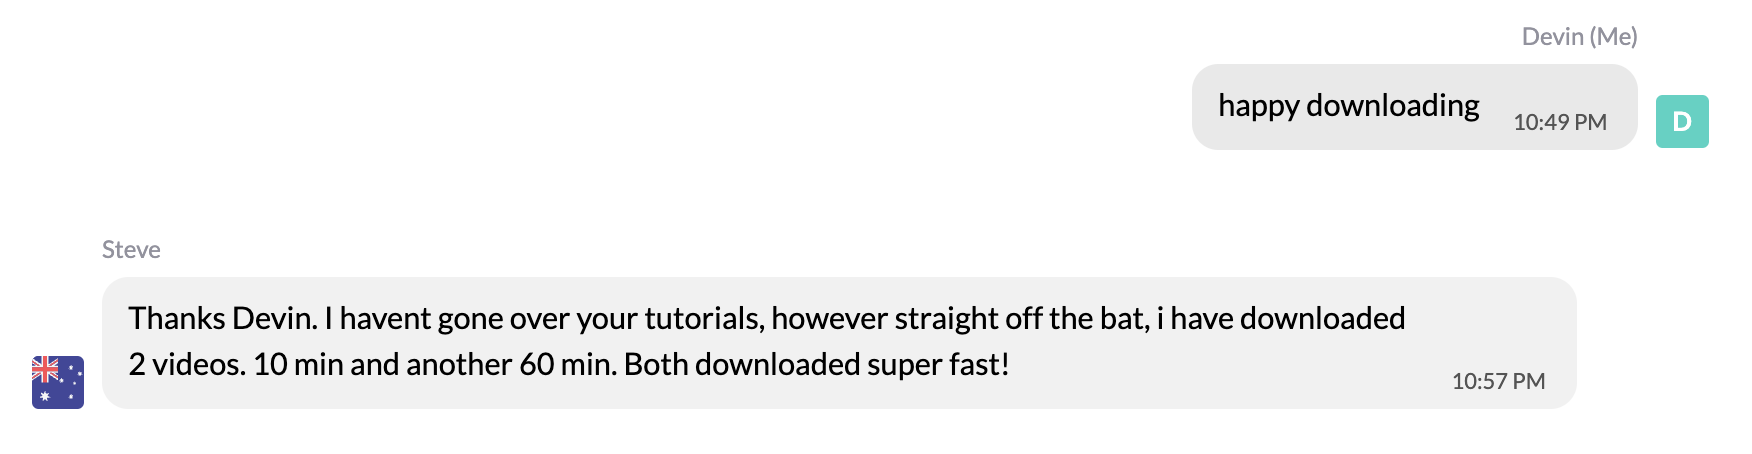 Devin (Me)
happy downloading
10:49 PM
D
Steve
Thanks Devin. I havent gone over your tutorials, however straight off the bat, i have downloaded
2 videos. 10 min and another 60 min. Both downloaded super fast!
10:57 PM